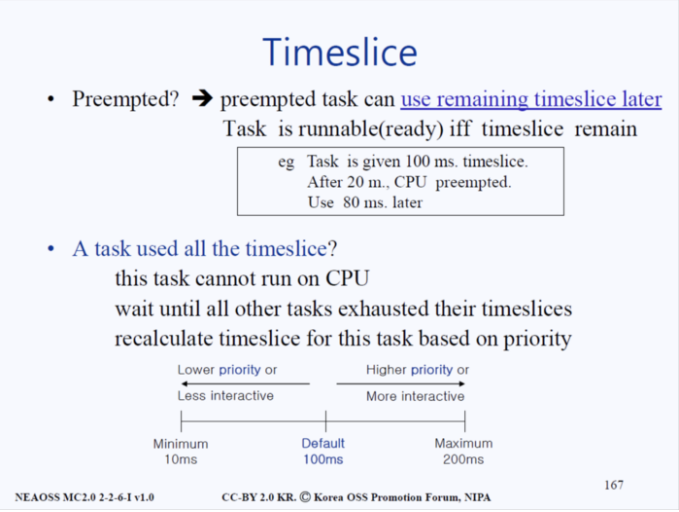 Timeslice
• Preempted? ➔ preempted task can use remaining timeslice later
Task is runnable(ready) iff timeslice remain
eg Task is given 100 ms. timeslice.
After 20 m., CPU preempted.
Use 80 ms. later
• A task used all the timeslice?
this task cannot run on CPU
wait until all other tasks exhausted their timeslices
recalculate timeslice for this task based on priority
Lower priority or Higher priority or
Less interactive More interactive
Minimum Default Maximum
10ms 100ms 200ms
167
NEAOSS MC2.0 2-2-6-I v1.0 CC-BY 2.0 KR. Ⓒ Korea OSS Promotion Forum, NIPA